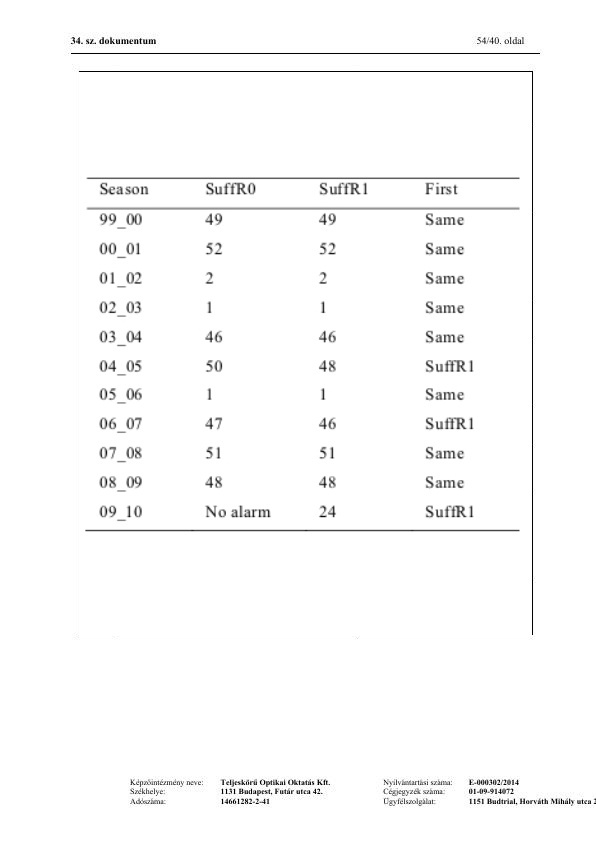 34. sz. dokumentum 54/40. oldal
Season SuffR0 SuffR1 First
99_00 49 49 Same
00_01 52 52 Same
01_02 2 2 Same
02_03 1 1 Same
03_04 46 46 Same
04_05 50 48 SuffR1
05_06 1 1 Same
06_07 47 46 SuffR1
07_08 51 51 Same
08_09 48 48 Same
09_10 No alarm 24 SuffR1
Képzőintézmény neve: Teljeskörű Optikai Oktatás Kft. Nyilvántartási száma: E-000302/2014
Székhelye: 1131 Budapest, Futár utca 42. Cégjegyzék száma: 01-09-914072
Adószáma: 14661282-2-41 Ügyfélszolgálat: 1151 Budtrial, Horváth Mihály utca